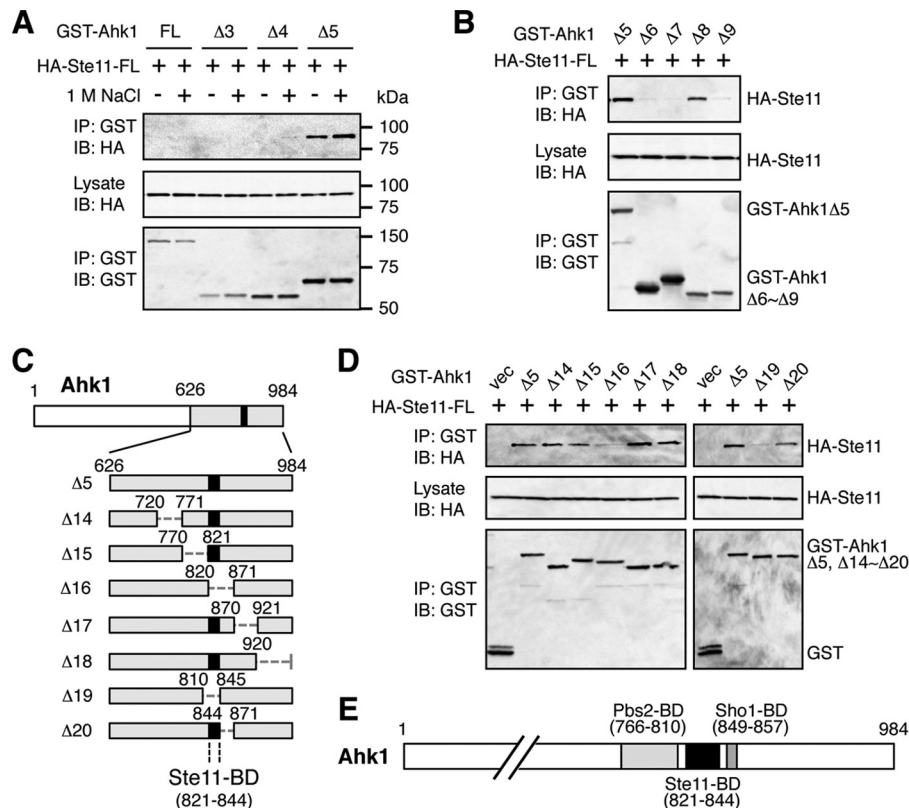 A
GST-Ahk1 FL Δ3 Δ4 Δ5
HA-Ste11-FL + + + + + + + +
1 M NaCl - + - + - + - + kDa
IP: GST
IB: HA
100
75
Lysate
IB: HA
100
75
IP: GST
IB: GST
150
75
50
B
GST-Ahk1 Δ5 Δ6 Δ7 Δ8 Δ9
HA-Ste11-FL + + + + +
IP: GST
IB: HA
HA-Ste11
Lysate
IB: HA
HA-Ste11
IP: GST
IB: GST
GST-Ahk1Δ5
GST-Ahk1
Δ6~Δ9
C
1 Ahk1 626 984
626 984
Δ5
720 771
Δ14
770 821
Δ15
820 871
Δ16
870 921
Δ17
920
Δ18
810 845
Δ19
844 871
Δ20
Ste11-BD
(821-844)
D
GST-Ahk1 vec Δ5 Δ14 Δ15 Δ16 Δ17 Δ18 vec Δ5 Δ19 Δ20
HA-Ste11-FL + + + + + + + + + + +
IP: GST
IB: HA
HA-Ste11
Lysate
IB: HA
HA-Ste11
IP: GST
IB: GST
GST-Ahk1
Δ5, Δ14~Δ20
GST
E
Pbs2-BD
(766-810)
Sho1-BD
(849-857)
1 984
Ahk1
Ste11-BD
(821-844)